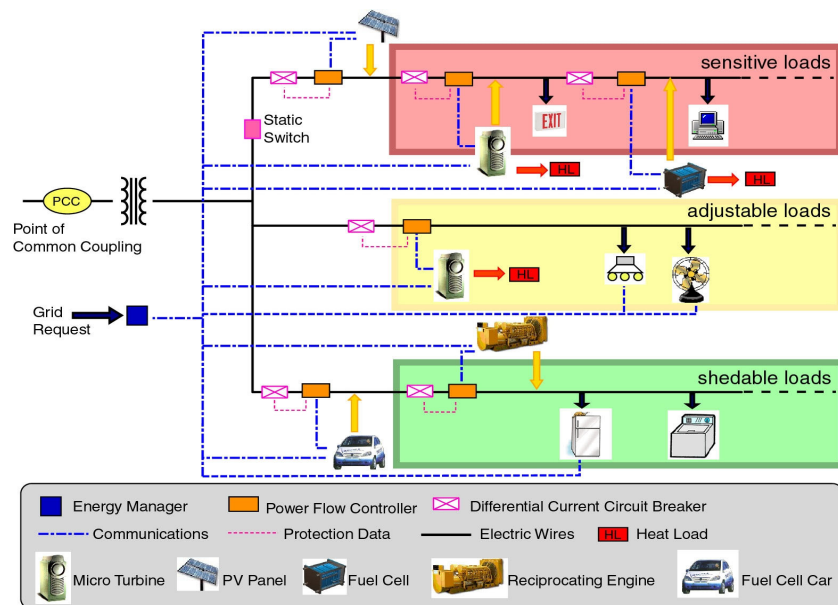 sensitive loads
EXIT
Static
Switch
HL
HL
PCC
Point of
Common Coupling
adjustable loads
HL
Grid
Request
shedable loads
Energy Manager
Power Flow Controller
Differential Current Circuit Breaker
Communications
Protection Data
Electric Wires
HL
Heat Load
Micro Turbine
PV Panel
Fuel Cell
Reciprocating Engine
Fuel Cell Car